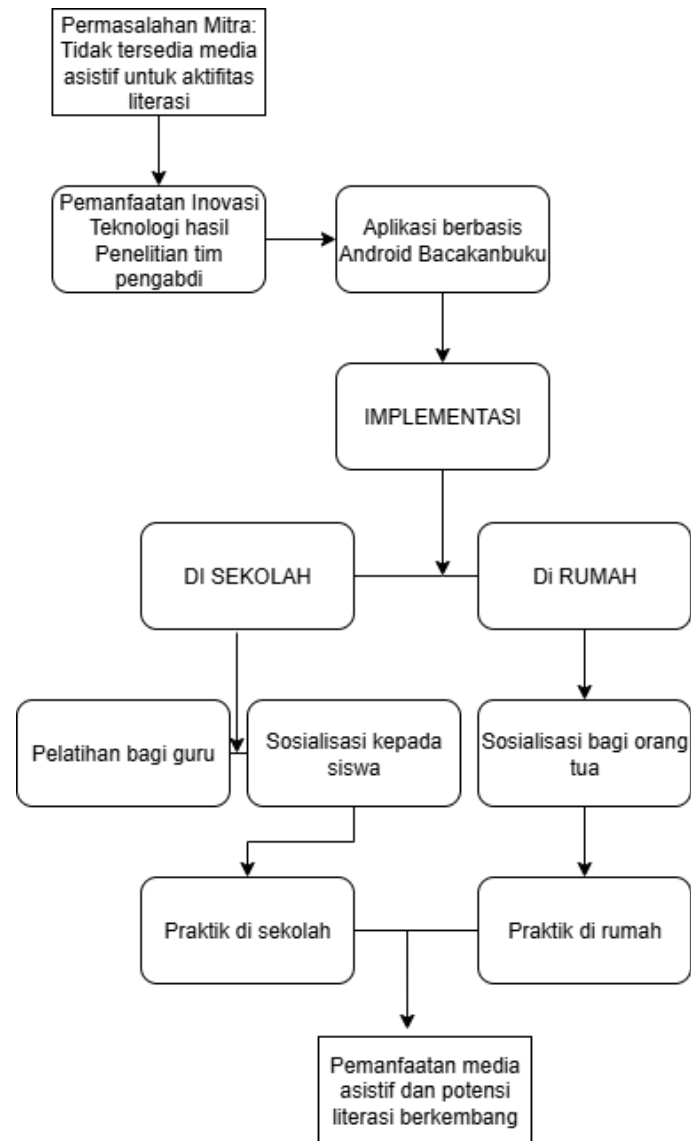 Permasalahan Mitra:
Tidak tersedia media
asistif untuk aktifitas
literasi
Pemanfaatan Inovasi
Teknologi hasil
Penelitian tim
pengabdi
Aplikasi berbasis
Android Bacakanbuku
IMPLEMENTASI
DI SEKOLAH
Di RUMAH
Pelatihan bagi guru
Sosialisasi kepada
siswa
Sosialisasi bagi orang
tua
Praktik di sekolah
Praktik di rumah
Pemanfaatan media
asistif dan potensi
literasi berkembang